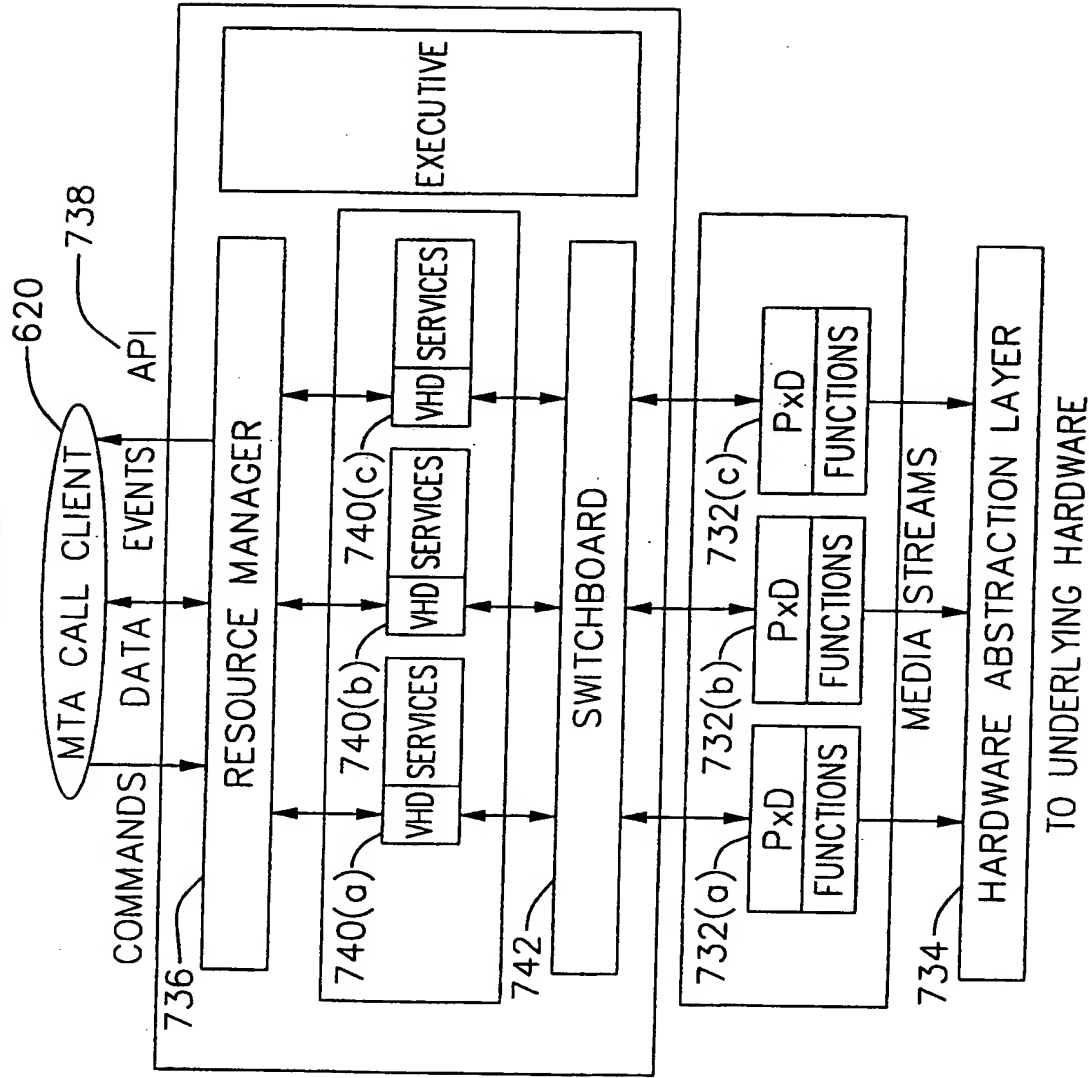 620
MTA CALL CLIENT
738
COMMANDS
DATA
EVENTS
API
736
RESOURCE MANAGER
EXECUTIVE
740(a)
740(b)
740(c)
VHD SERVICES
VHD SERVICES
VHD SERVICES
742
SWITCHBOARD
732(a)
732(b)
732(c)
PxD
FUNCTIONS
PxD
FUNCTIONS
PxD
FUNCTIONS
MEDIA STREAMS
734
HARDWARE ABSTRACTION LAYER
TO UNDERLYING HARDWARE